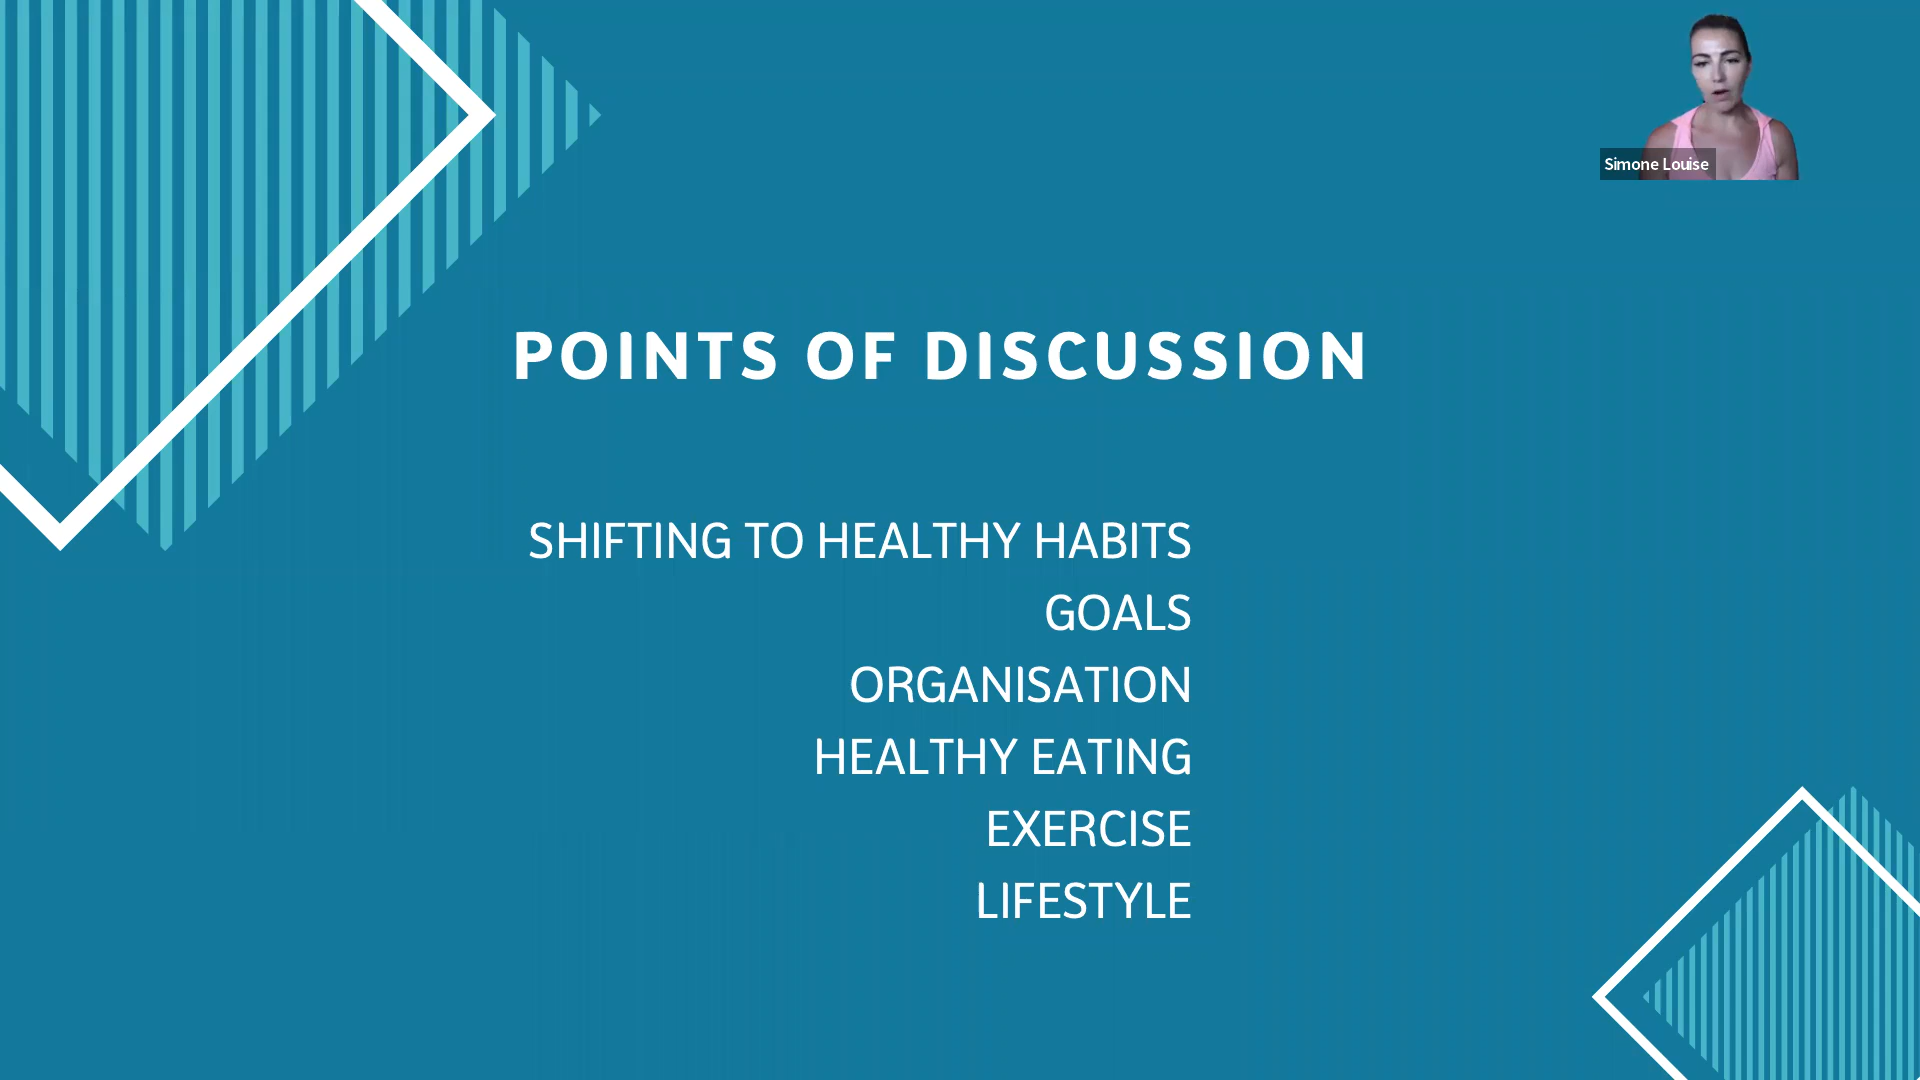 Simone Louise
POINTS OF DISCUSSION
SHIFTING TO HEALTHY HABITS
GOALS
ORGANISATION
HEALTHY EATING
EXERCISE
LIFESTYLE